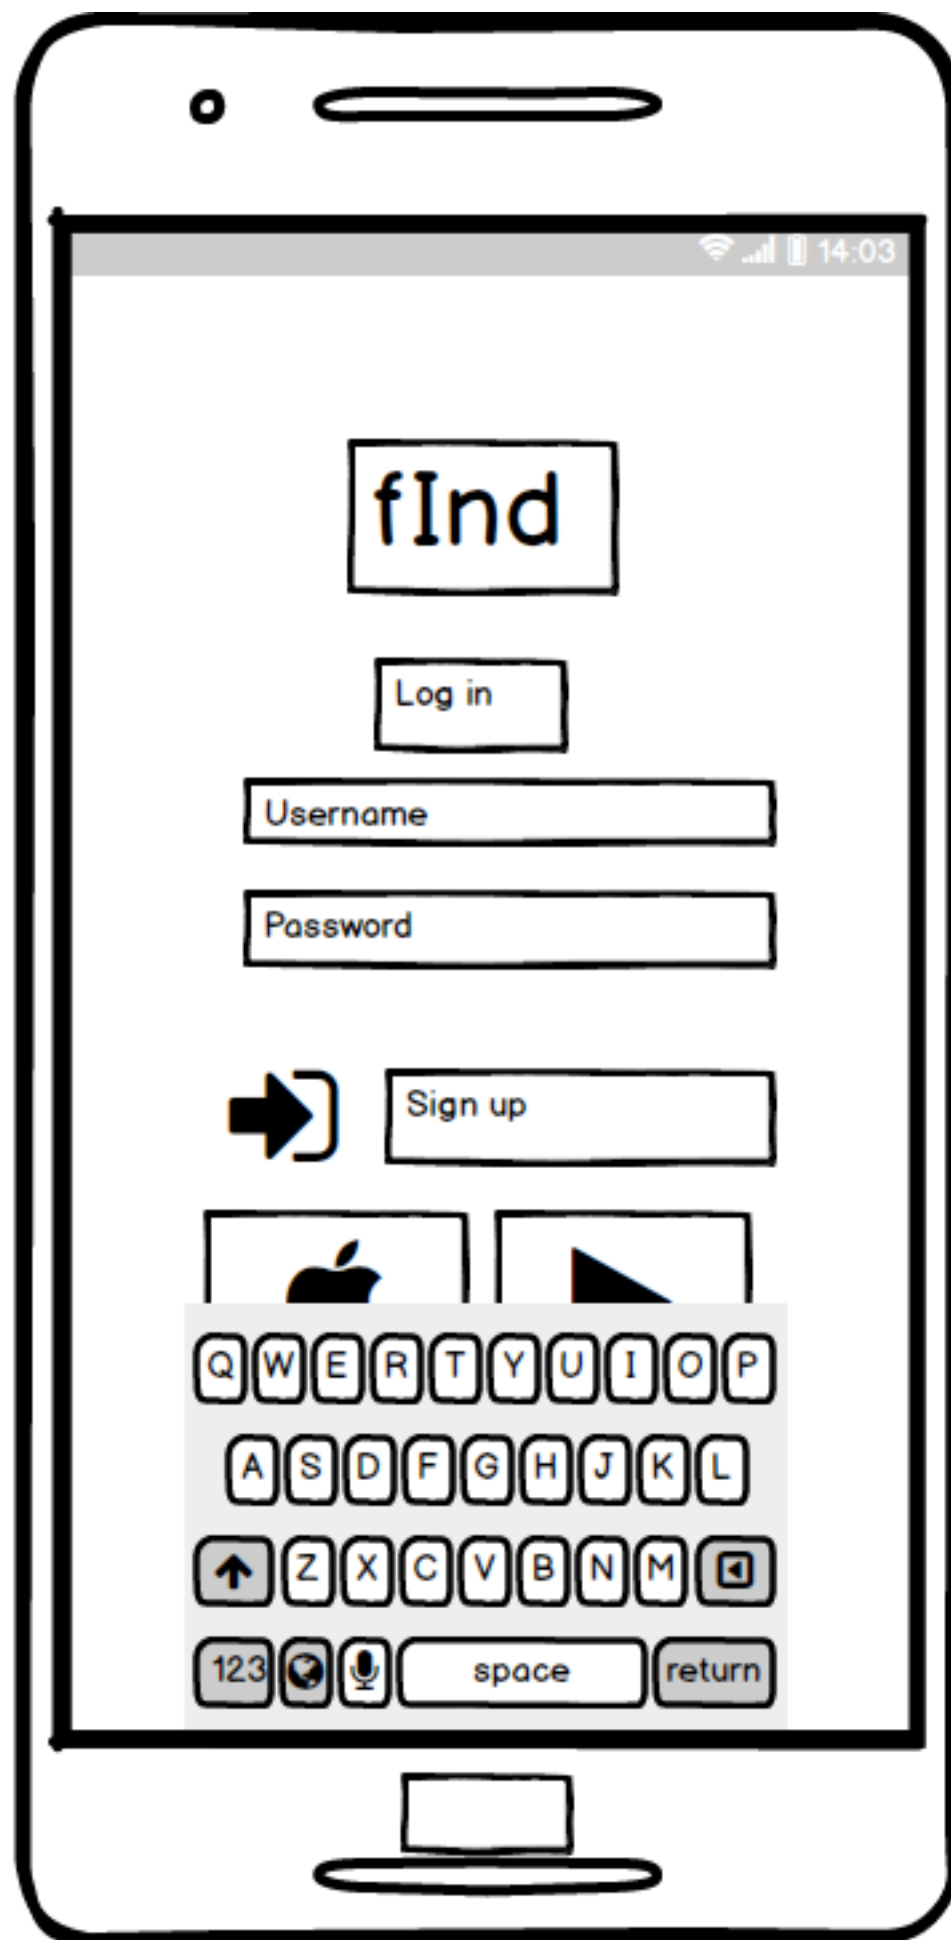 14:03
fInd
Log in
Username
Password
Sign up
Q W E R T Y U I O P
A S D F G H J K L
Z X C V B N M
123 space return